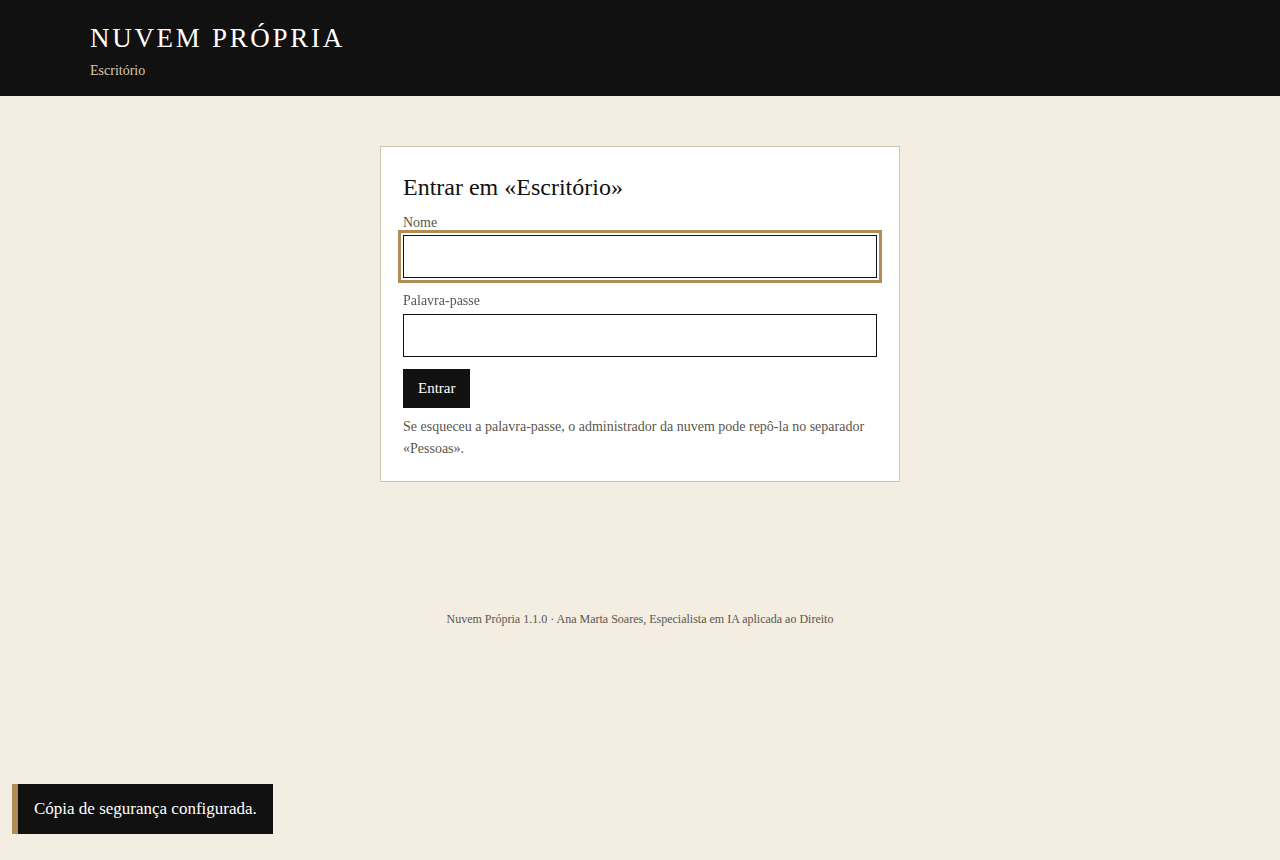 NUVEM PRÓPRIA
Escritório
Entrar em «Escritório»
Nome
Palavra-passe
Entrar
Se esqueceu a palavra-passe, o administrador da nuvem pode repô-la no separador
«Pessoas».
Nuvem Própria 1.1.0 · Ana Marta Soares, Especialista em IA aplicada ao Direito
Cópia de segurança configurada.